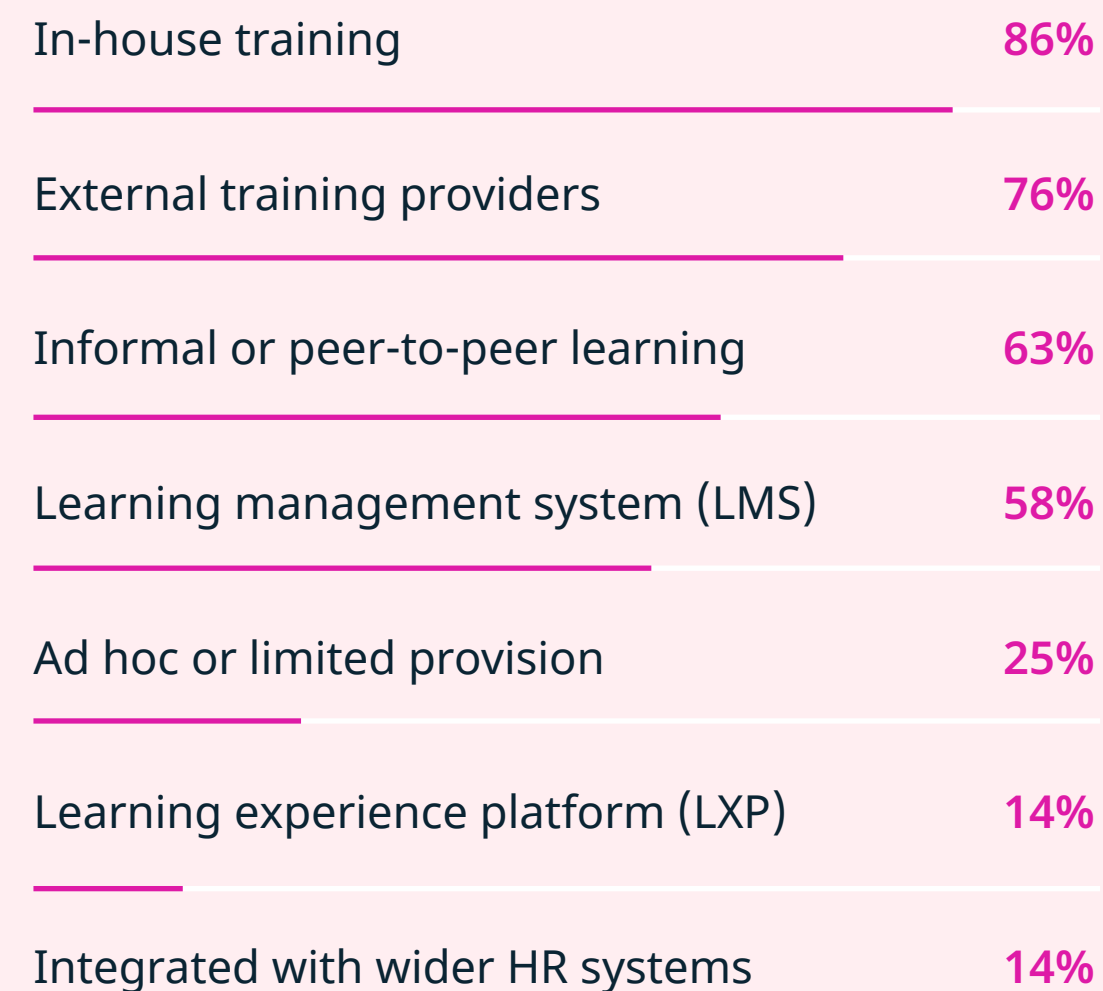 In-house training 86%
External training providers 76%
Informal or peer-to-peer learning 63%
Learning management system (LMS) 58%
Ad hoc or limited provision 25%
Learning experience platform (LXP) 14%
Integrated with wider HR systems 14%